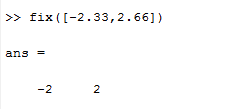 >> fix([-2.33,2.66])
ans =
-2 2